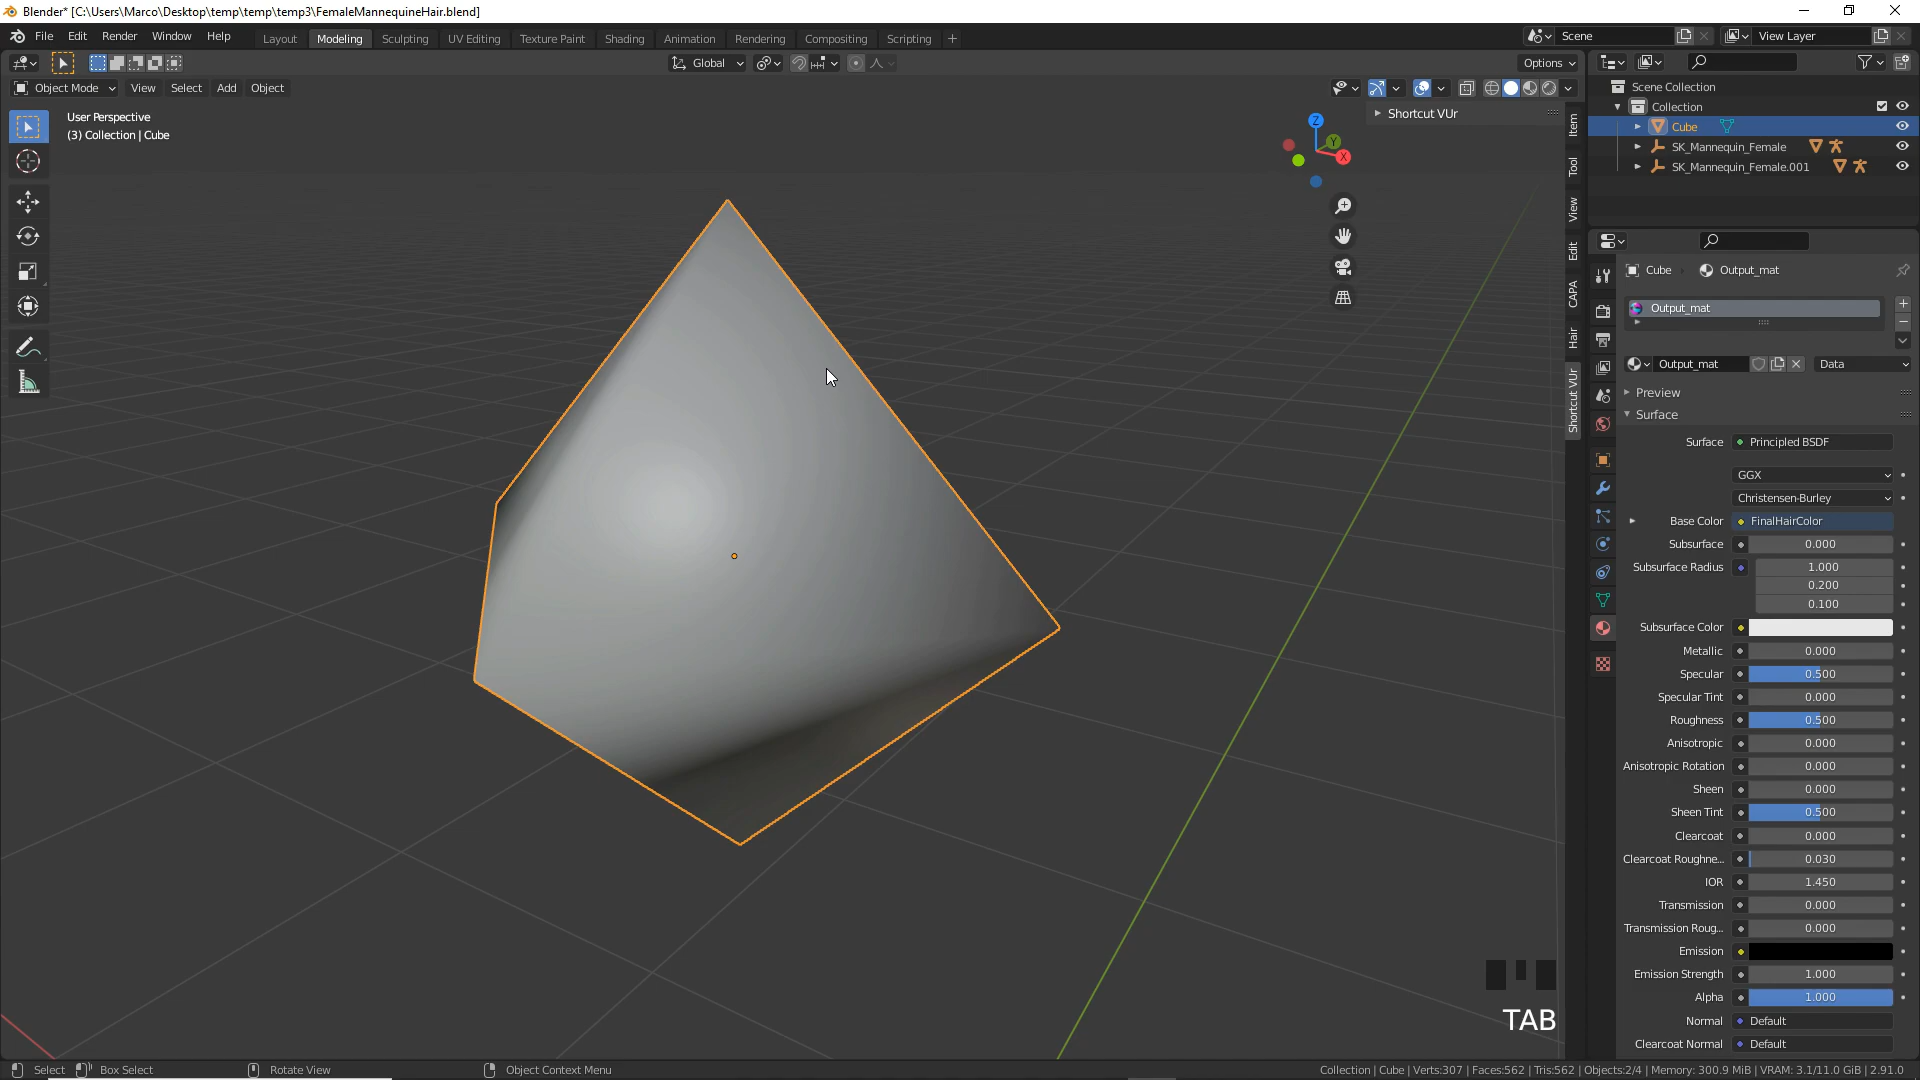 Blender* [C:\Users\Marco\Desktop\temp\temp\temp3\FemaleMannequineHair.blend]
File Edit Render Window Help
Layout Modeling Sculpting UV Editing Texture Paint Shading Animation Rendering Compositing Scripting
Scene
View Layer
Global
Options
Object Mode View Select Add Object
User Perspective
(3) Collection | Cube
Shortcut VUr
Z
Y
X
Item
Tool
View
Edit
CAPA
Hair
Shortcut VUr
Scene Collection
Collection
Cube
SK_Mannequin_Female
SK_Mannequin_Female.001
Cube Output_mat
Output_mat
Output_mat Data
Preview
Surface
Surface Principled BSDF
GGX
Christensen-Burley
Base Color FinalHairColor
Subsurface 0.000
Subsurface Radius 1.000
0.200
0.100
Subsurface Color
Metallic 0.000
Specular 0.500
Specular Tint 0.000
Roughness 0.500
Anisotropic 0.000
Anisotropic Rotation 0.000
Sheen 0.000
Sheen Tint 0.500
Clearcoat 0.000
Clearcoat Roughne... 0.030
IOR 1.450
Transmission 0.000
Transmission Roug... 0.000
Emission
Emission Strength 1.000
Alpha 1.000
Normal Default
Clearcoat Normal Default
TAB
Select Box Select Rotate View Object Context Menu
Collection | Cube | Verts:307 | Faces:562 | Tris:562 | Objects:2/4 | Memory: 300.9 MiB | VRAM: 3.1/11.0 GiB | 2.91.0